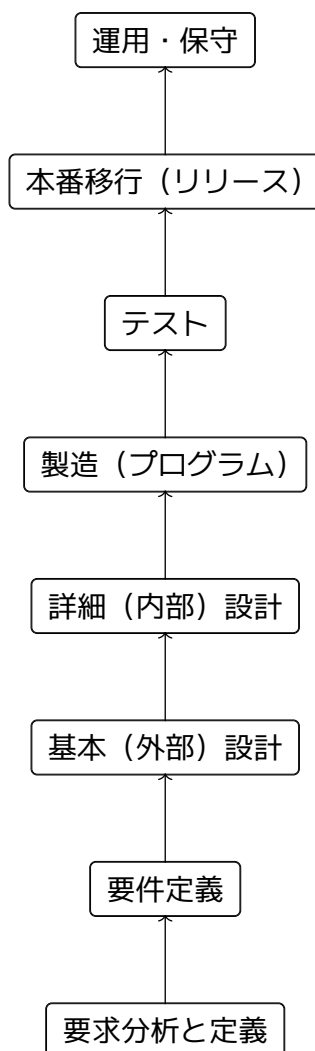 運用・保守
本番移行（リリース）
テスト
製造（プログラム）
詳細（内部）設計
基本（外部）設計
要件定義
要求分析と定義